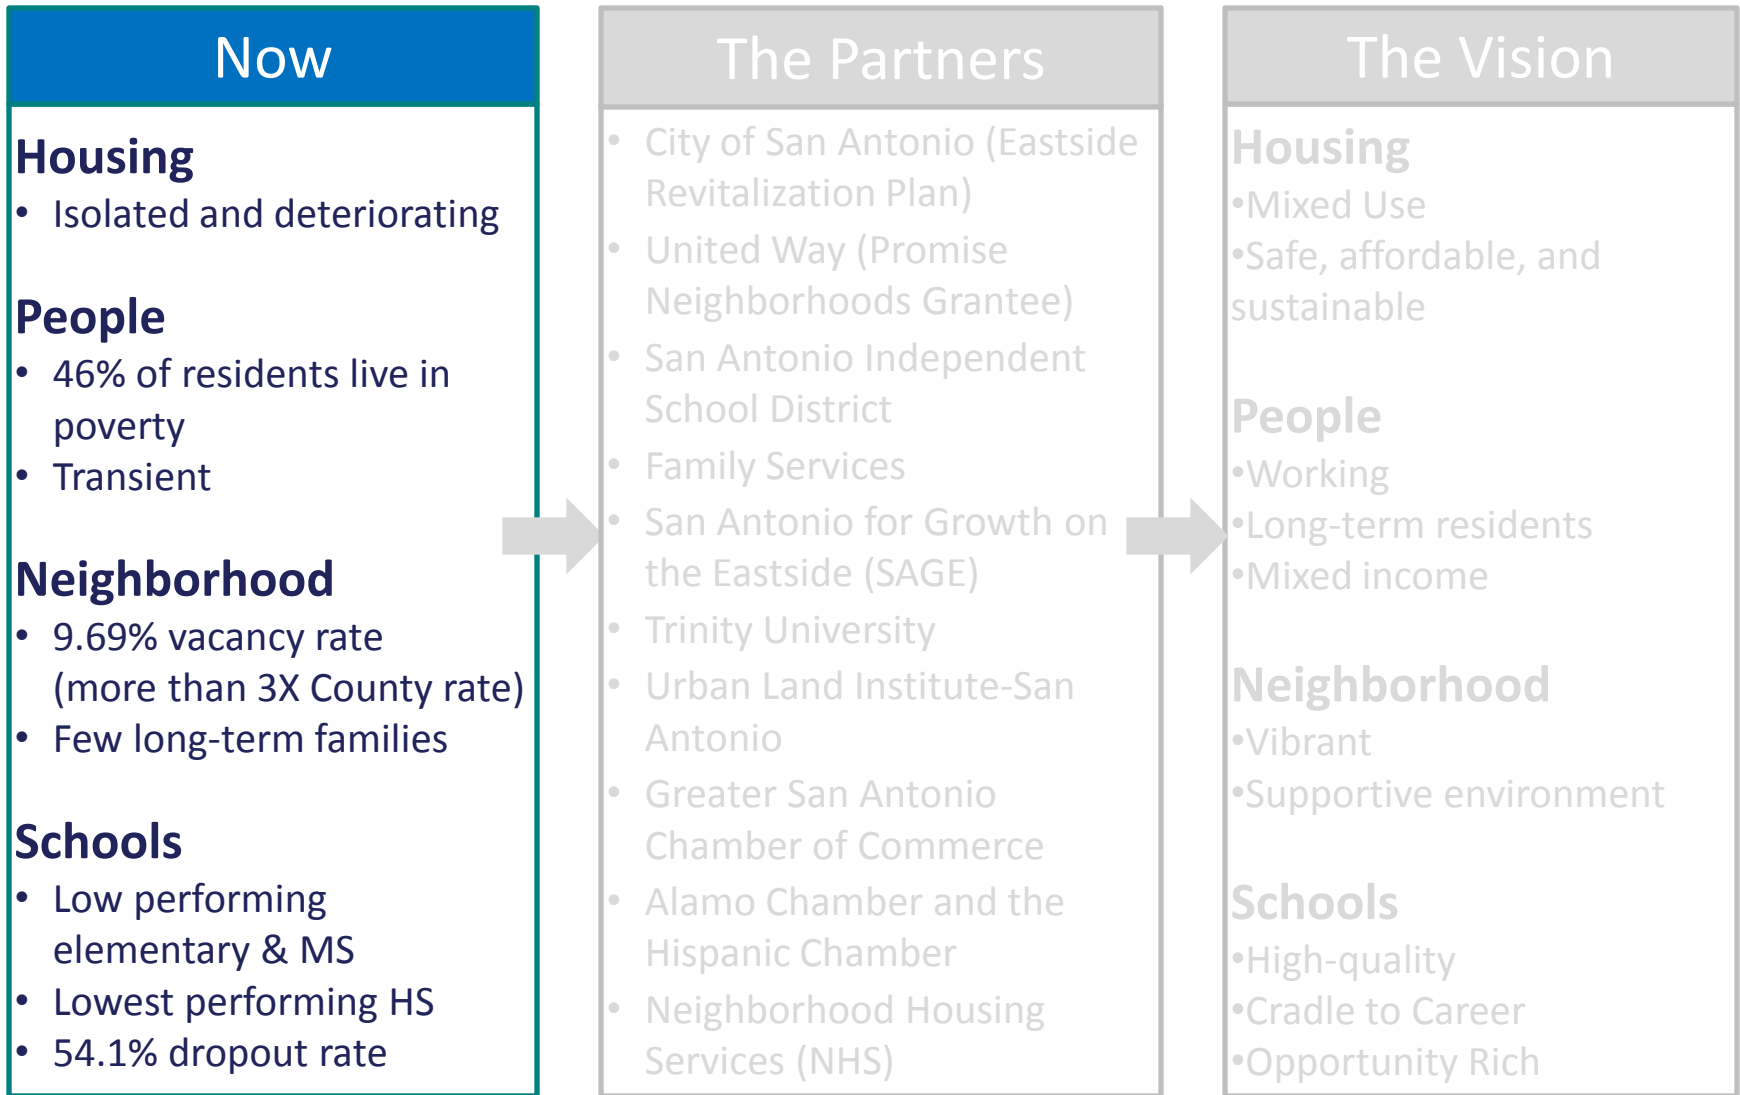 Now
Housing
• Isolated and deteriorating
People
• 46% of residents live in
poverty
• Transient
Neighborhood
• 9.69% vacancy rate
(more than 3X County rate)
• Few long-term families
Schools
• Low performing
elementary & MS
• Lowest performing HS
• 54.1% dropout rate
The Partners
• City of San Antonio (Eastside
Revitalization Plan)
• United Way (Promise
Neighborhoods Grantee)
• San Antonio Independent
School District
• Family Services
• San Antonio for Growth on
the Eastside (SAGE)
• Trinity University
• Urban Land Institute-San
Antonio
• Greater San Antonio
Chamber of Commerce
• Alamo Chamber and the
Hispanic Chamber
• Neighborhood Housing
Services (NHS)
The Vision
Housing
•Mixed Use
•Safe, affordable, and
sustainable
People
•Working
•Long-term residents
•Mixed income
Neighborhood
•Vibrant
•Supportive environment
Schools
•High-quality
•Cradle to Career
•Opportunity Rich